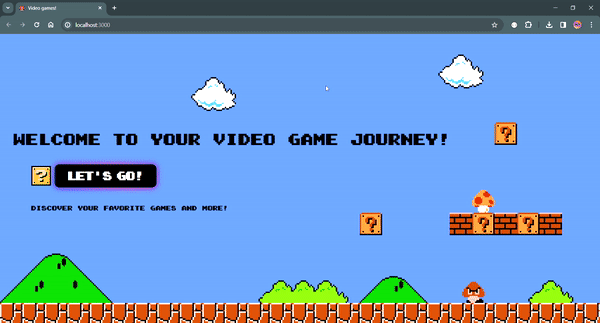 Video games!
localhost:3000
WELCOME TO YOUR VIDEO GAME JOURNEY!
?
? LET'S GO!
DISCOVER YOUR FAVORITE GAMES AND MORE!
? ? ?